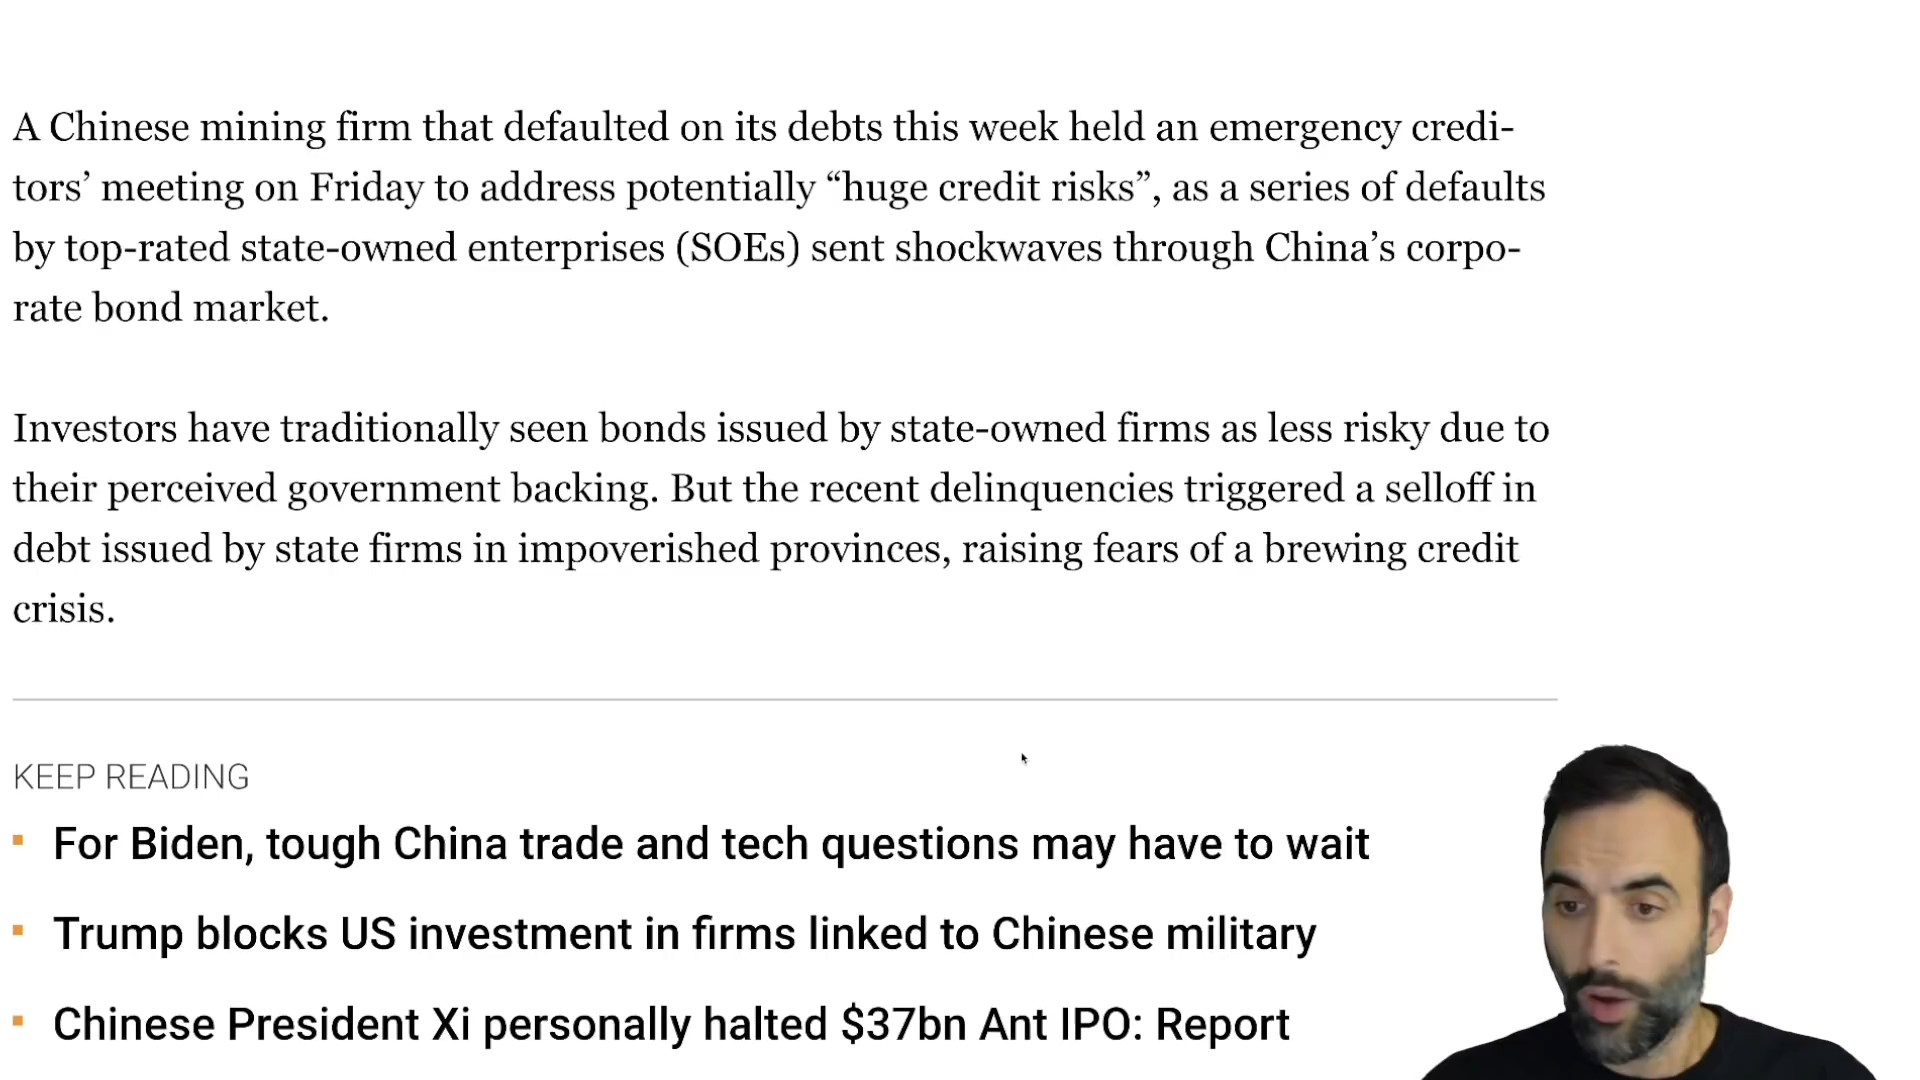 A Chinese mining firm that defaulted on its debts this week held an emergency credi-
tors’ meeting on Friday to address potentially “huge credit risks”, as a series of defaults
by top-rated state-owned enterprises (SOEs) sent shockwaves through China’s corpo-
rate bond market.
Investors have traditionally seen bonds issued by state-owned firms as less risky due to
their perceived government backing. But the recent delinquencies triggered a selloff in
debt issued by state firms in impoverished provinces, raising fears of a brewing credit
crisis.
KEEP READING
For Biden, tough China trade and tech questions may have to wait
Trump blocks US investment in firms linked to Chinese military
Chinese President Xi personally halted $37bn Ant IPO: Report